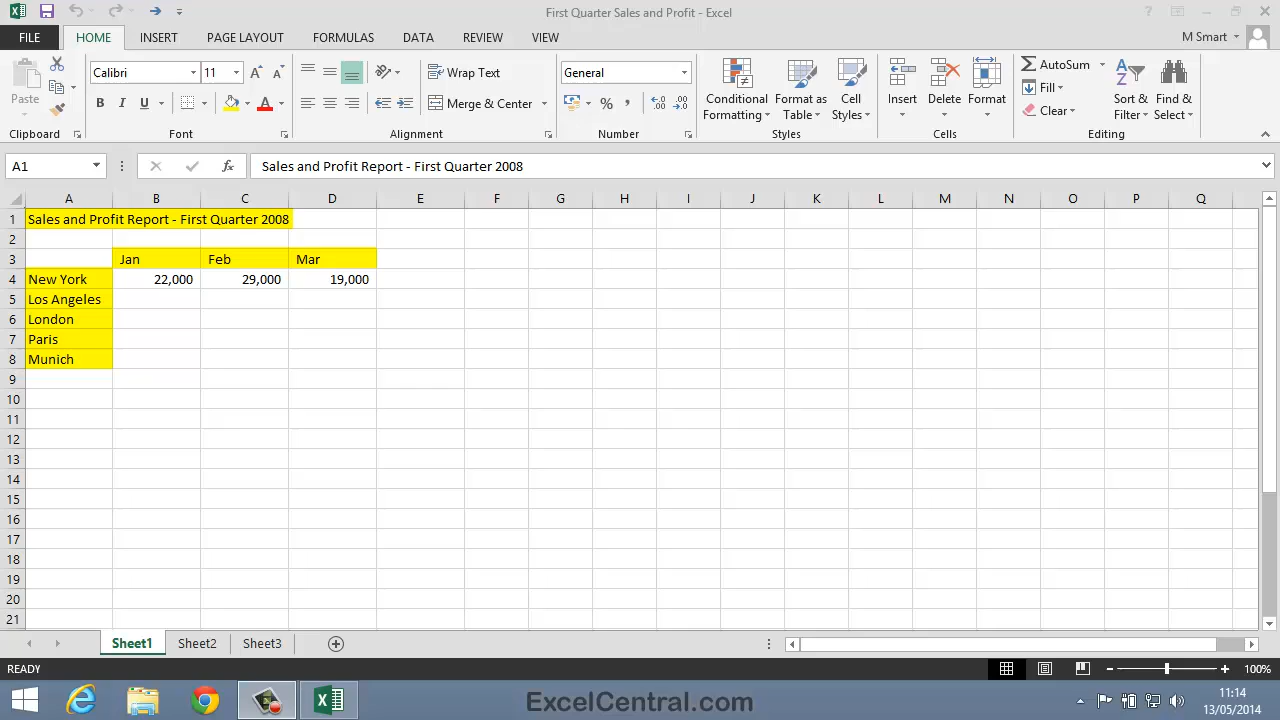 First Quarter Sales and Profit - Excel
FILE HOME INSERT PAGE LAYOUT FORMULAS DATA REVIEW VIEW M Smart
Calibri 11 Wrap Text General AutoSum
Paste B I U Merge & Center % , Conditional Formatting Format as Table Cell Styles Insert Delete Format Fill Clear Sort & Filter Find & Select
Clipboard Font Alignment Number Styles Cells Editing
A1 fx Sales and Profit Report - First Quarter 2008
A B C D E F G H I J K L M N O P Q
1 Sales and Profit Report - First Quarter 2008
2
3 Jan Feb Mar
4 New York 22,000 29,000 19,000
5 Los Angeles
6 London
7 Paris
8 Munich
9
10
11
12
13
14
15
16
17
18
19
20
21
Sheet1 Sheet2 Sheet3
READY 100%
ExcelCentral.com 11:14
13/05/2014